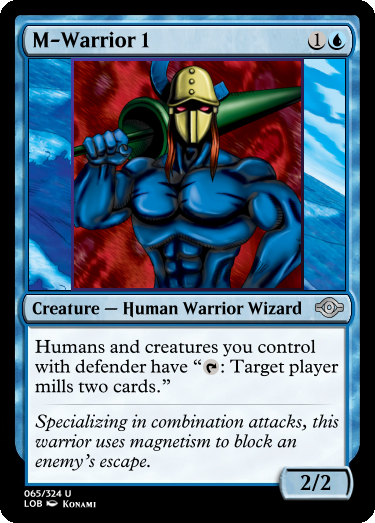 M-Warrior 1 1
Creature — Human Warrior Wizard
Humans and creatures you control
with defender have “: Target player
mills two cards.”
Specializing in combination attacks, this
warrior uses magnetism to block an
enemy’s escape.
2/2
065/324 U
LOB Konami